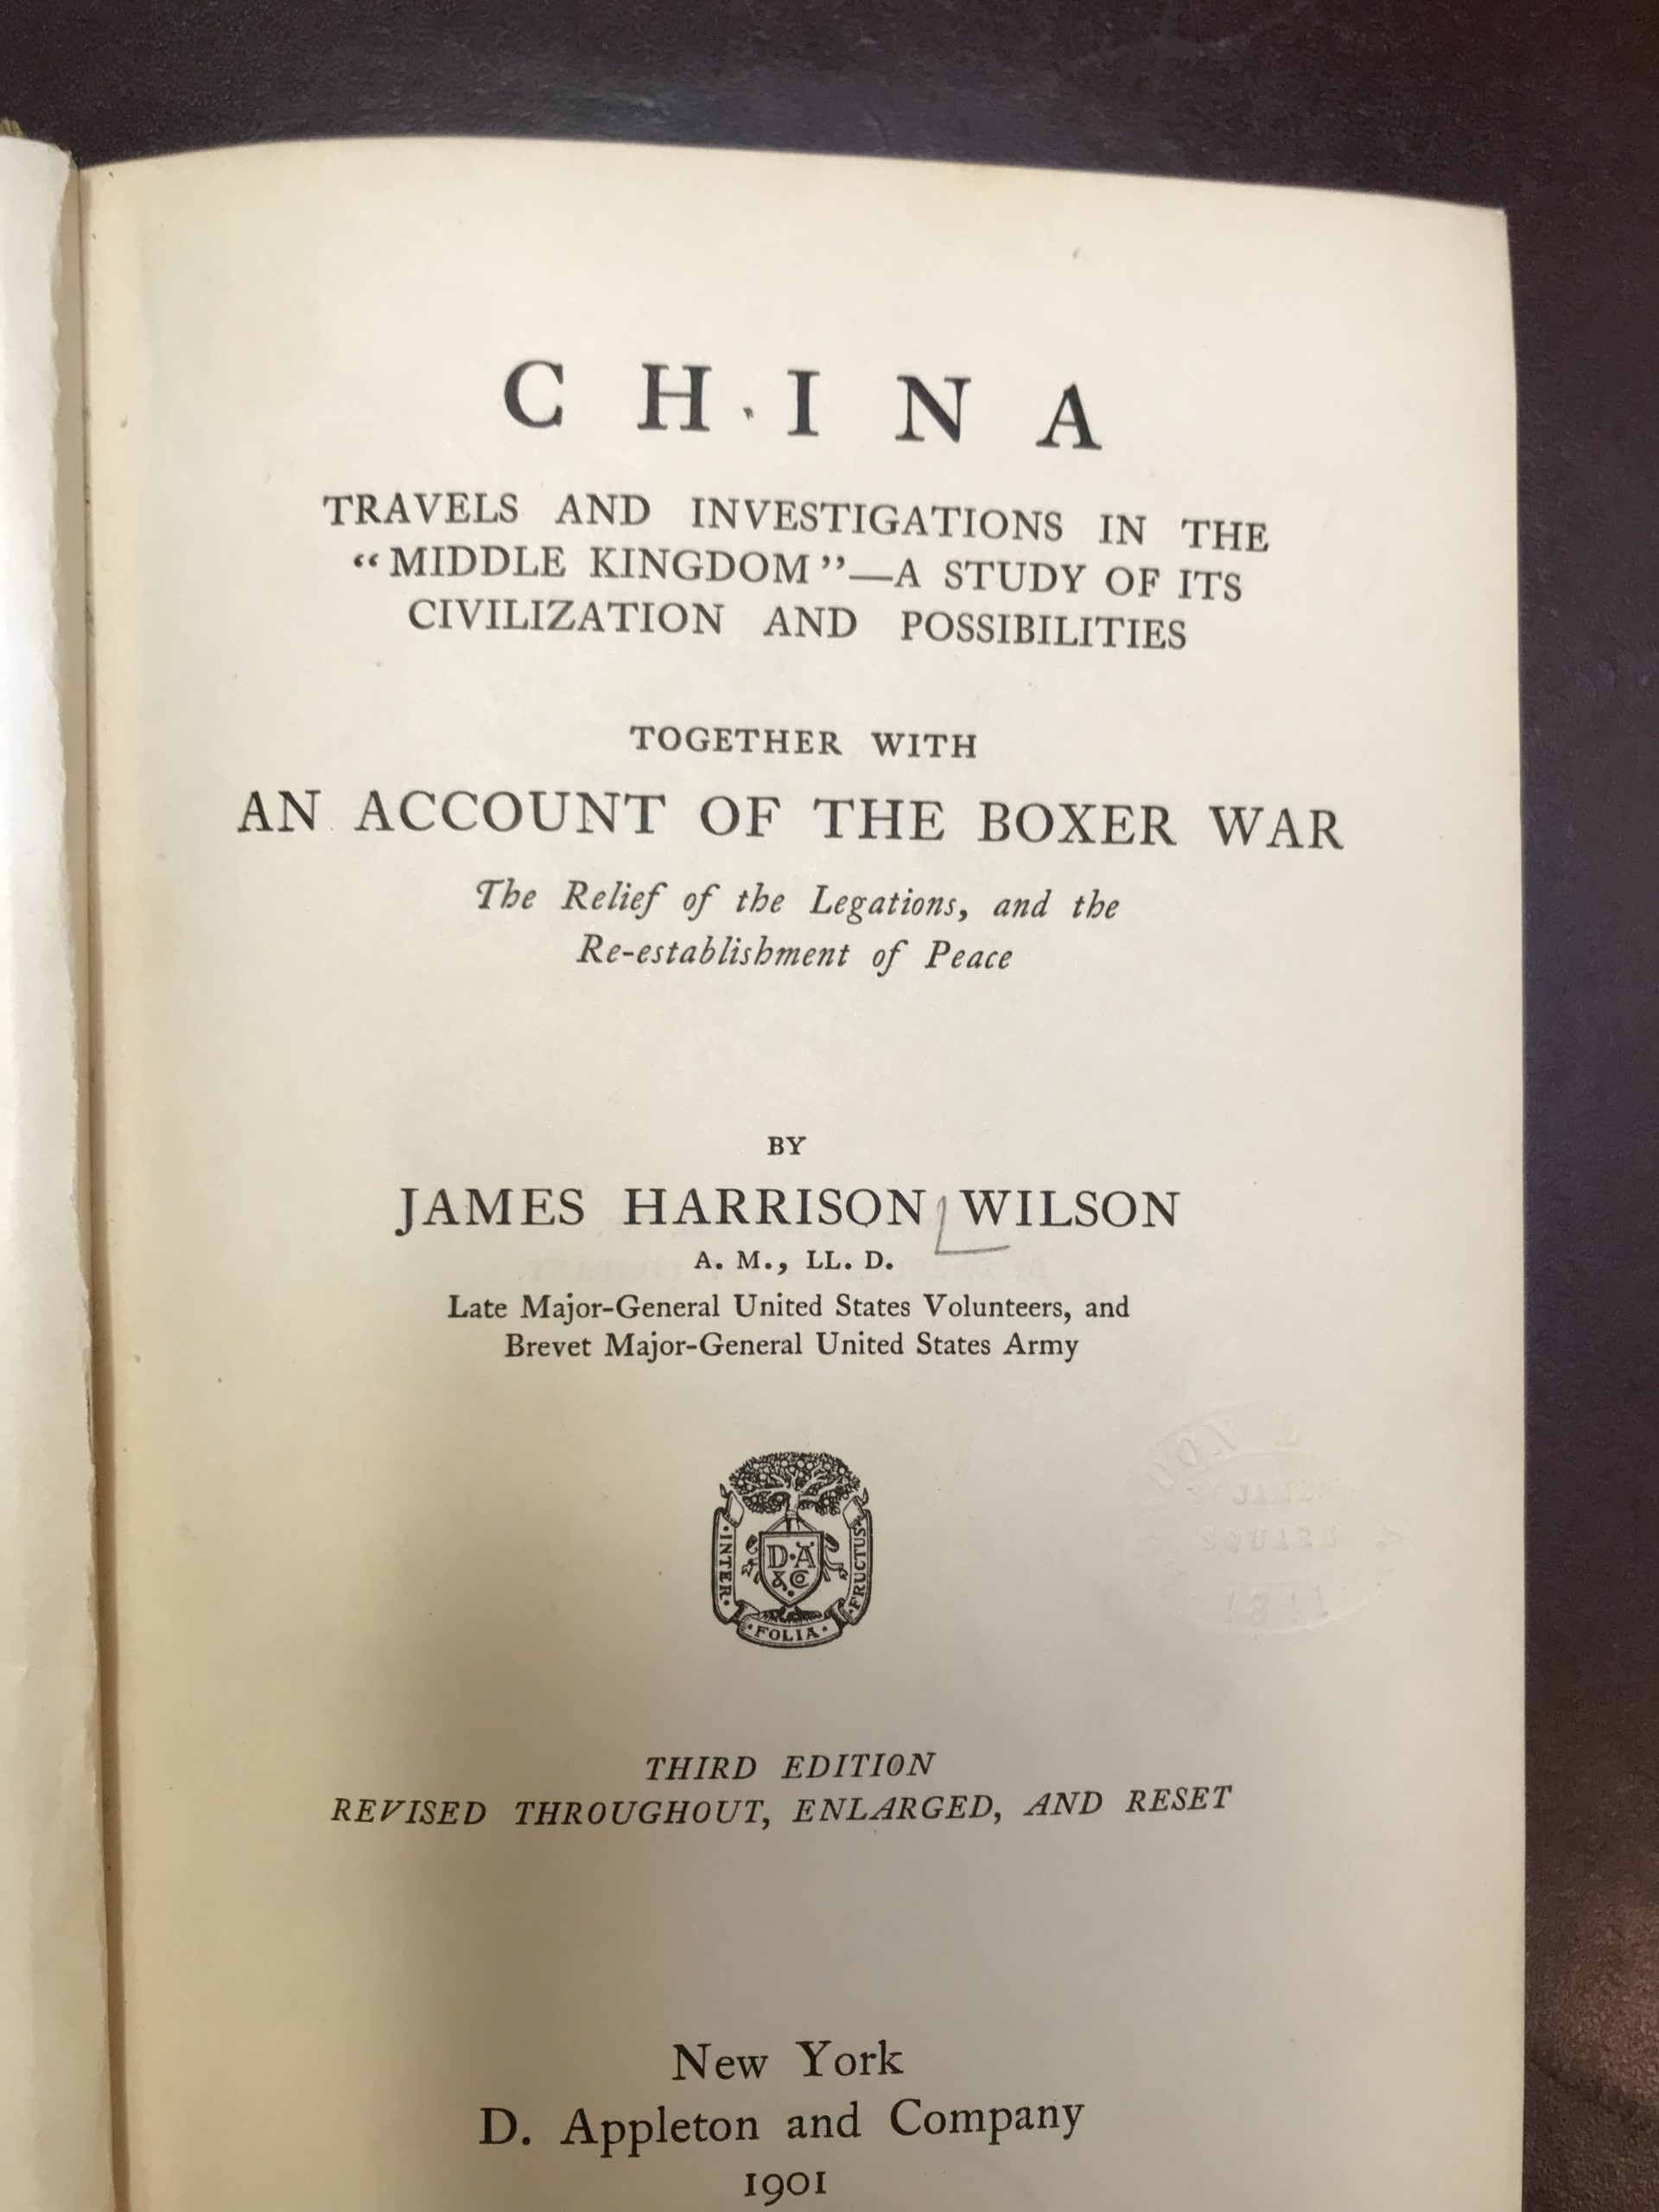 CHINA
TRAVELS AND INVESTIGATIONS IN THE
“MIDDLE KINGDOM”—A STUDY OF ITS
CIVILIZATION AND POSSIBILITIES
TOGETHER WITH
AN ACCOUNT OF THE BOXER WAR
The Relief of the Legations, and the
Re-establishment of Peace
BY
JAMES HARRISON WILSON
A. M., LL. D.
Late Major-General United States Volunteers, and
Brevet Major-General United States Army
D·A
& Co
·INTER·
·FOLIA·
·FRUCTUS·
THIRD EDITION
REVISED THROUGHOUT, ENLARGED, AND RESET
New York
D. Appleton and Company
1901